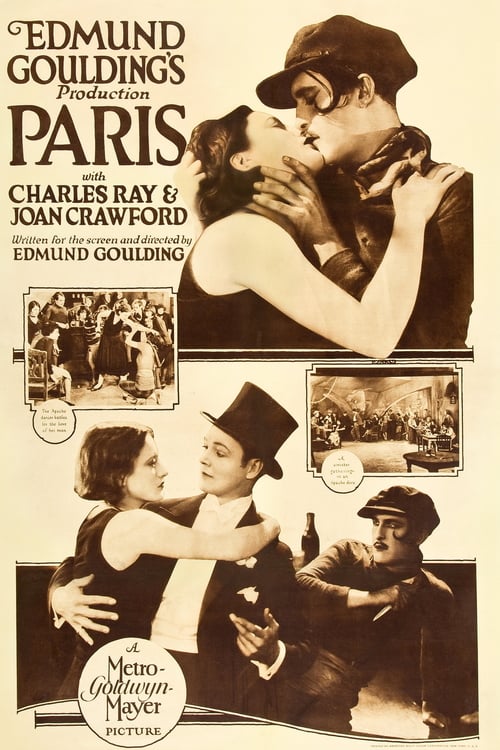 EDMUND
GOULDING'S
Production
PARIS
with
CHARLES RAY &
JOAN CRAWFORD
Written for the screen and directed by
EDMUND GOULDING
The Apache
dancer battles
for the love
of her man
A
sinister
gathering
in an
Apache den
A
Metro-
Goldwyn-
Mayer
PICTURE